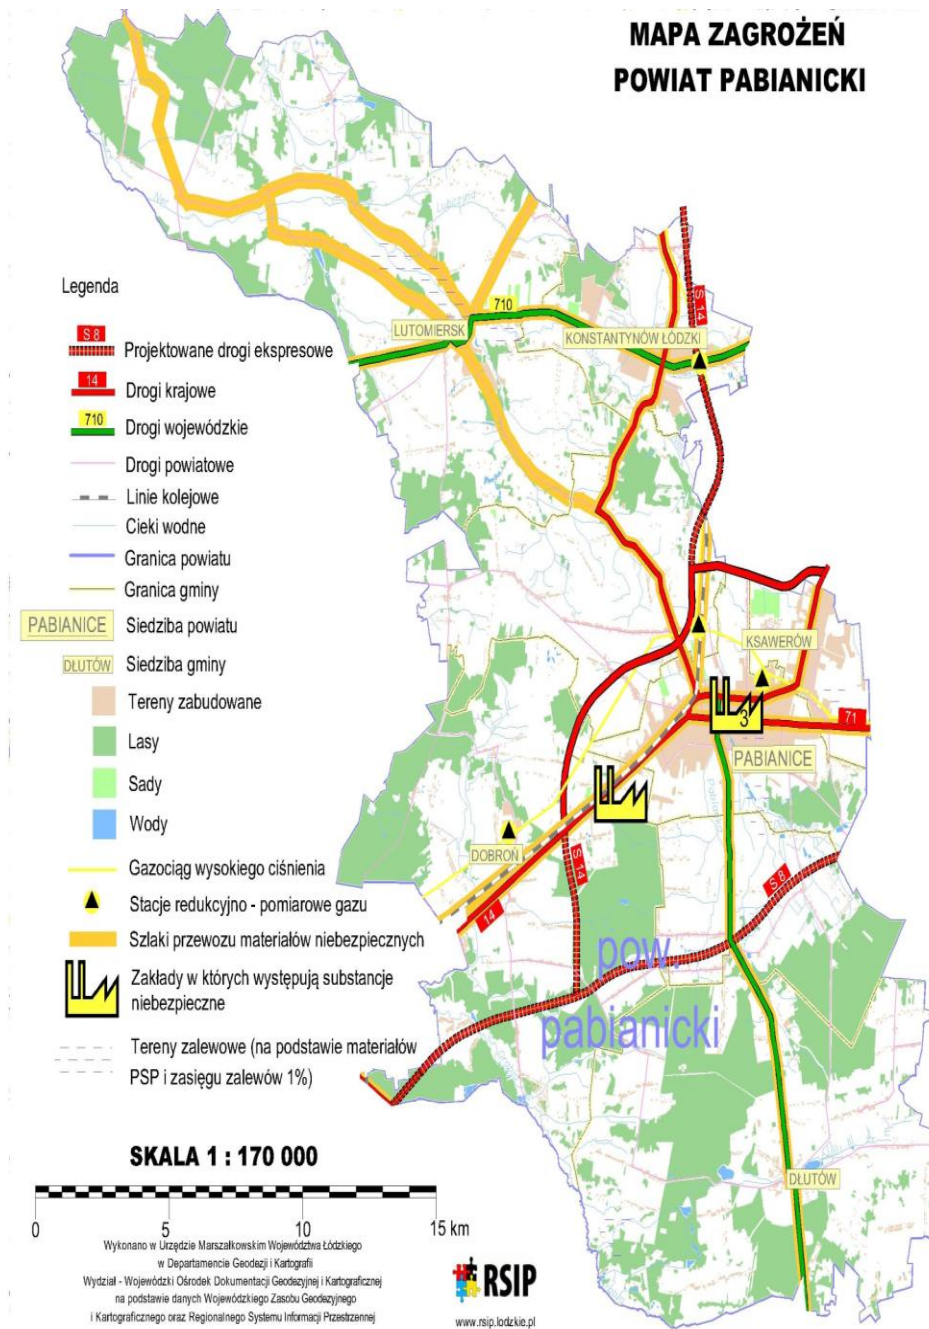 MAPA ZAGROŻEŃ
POWIAT PABIANICKI
Ner
Lubczyna
710
LUTOMIERSK
KONSTANTYNÓW ŁÓDZKI
S 14
Legenda
S 8
Projektowane drogi ekspresowe
14
Drogi krajowe
710
Drogi wojewódzkie
Drogi powiatowe
Linie kolejowe
Cieki wodne
Granica powiatu
Granica gminy
PABIANICE
Siedziba powiatu
DŁUTÓW
Siedziba gminy
Tereny zabudowane
Lasy
Sady
Wody
Gazociąg wysokiego ciśnienia
Stacje redukcyjno - pomiarowe gazu
Szlaki przewozu materiałów niebezpiecznych
Zakłady w których występują substancje
niebezpieczne
Tereny zalewowe (na podstawie materiałów
PSP i zasięgu zalewów 1%)
KSAWERÓW
3
71
PABIANICE
DOBROŃ
S 14
14
S 8
pow.
pabianicki
DŁUTÓW
SKALA 1 : 170 000
0 5 10 15 km
Wykonano w Urzędzie Marszałkowskim Województwa Łódzkiego
w Departamencie Geodezji i Kartografii
Wydział - Wojewódzki Ośrodek Dokumentacji Geodezyjnej i Kartograficznej
na podstawie danych Wojewódzkiego Zasobu Geodezyjnego
i Kartograficznego oraz Regionalnego Systemu Informacji Przestrzennej
RSIP
www.rsip.lodzkie.pl